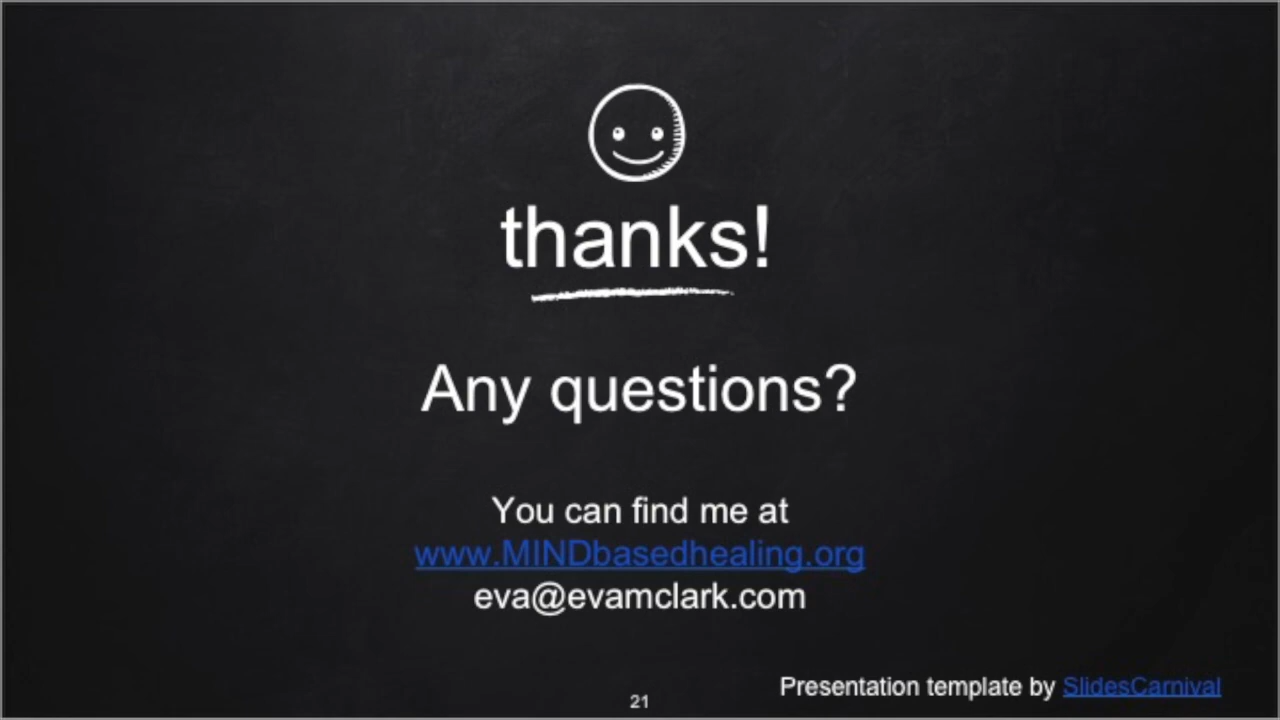 thanks!
Any questions?
You can find me at
www.MINDbasedhealing.org
eva@evamclark.com
Presentation template by SlidesCarnival
21